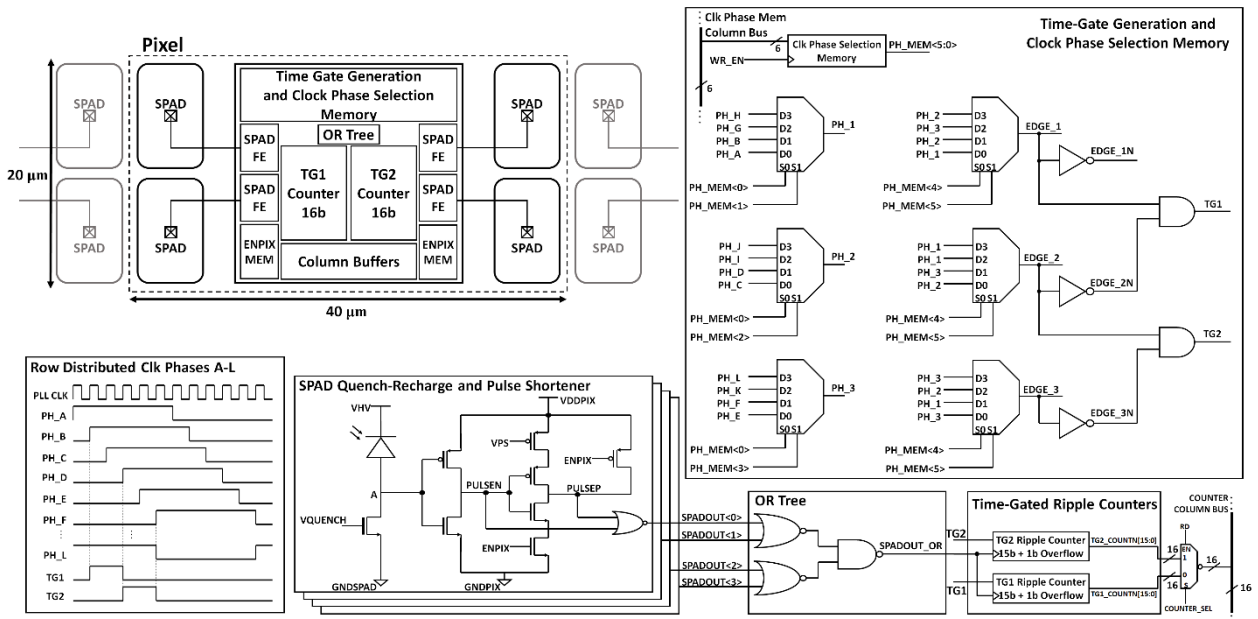 Pixel
SPAD
SPAD
SPAD
SPAD
SPAD
SPAD
SPAD
SPAD
Time Gate Generation
and Clock Phase Selection
Memory
OR Tree
SPAD
FE
SPAD
FE
SPAD
FE
SPAD
FE
TG1
Counter
16b
TG2
Counter
16b
ENPIX
MEM
ENPIX
MEM
Column Buffers
20 μm
40 μm
Clk Phase Mem
Column Bus
Time-Gate Generation and
Clock Phase Selection Memory
6
Clk Phase Selection
Memory
PH_MEM<5:0>
WR_EN
6
PH_H
PH_G
PH_B
PH_A
D3
D2
D1
D0
S0 S1
PH_1
PH_MEM<0>
PH_MEM<1>
PH_2
PH_3
PH_2
PH_1
D3
D2
D1
D0
S0 S1
EDGE_1
EDGE_1N
PH_MEM<4>
PH_MEM<5>
TG1
PH_J
PH_I
PH_D
PH_C
D3
D2
D1
D0
S0 S1
PH_2
PH_MEM<0>
PH_MEM<2>
PH_1
PH_1
PH_3
PH_2
D3
D2
D1
D0
S0 S1
EDGE_2
EDGE_2N
PH_MEM<4>
PH_MEM<5>
TG2
PH_L
PH_K
PH_F
PH_E
D3
D2
D1
D0
S0 S1
PH_3
PH_MEM<0>
PH_MEM<3>
PH_3
PH_2
PH_1
PH_3
D3
D2
D1
D0
S0 S1
EDGE_3
EDGE_3N
PH_MEM<4>
PH_MEM<5>
Row Distributed Clk Phases A-L
PLL CLK
PH_A
PH_B
PH_C
PH_D
PH_E
PH_F
PH_L
TG1
TG2
SPAD Quench-Recharge and Pulse Shortener
VHV
VDDPIX
VPS
ENPIX
A
PULSEN
PULSEP
VQUENCH
ENPIX
GNDSPAD
GNDPIX
OR Tree
SPADOUT<0>
SPADOUT<1>
SPADOUT<2>
SPADOUT<3>
SPADOUT_OR
Time-Gated Ripple Counters
TG2
TG2 Ripple Counter
15b + 1b Overflow
TG2_COUNTN[15:0]
TG1
TG1 Ripple Counter
15b + 1b Overflow
TG1_COUNTN[15:0]
16
16
RD
EN
1
0
S
COUNTER_SEL
COUNTER
COLUMN BUS
16
16